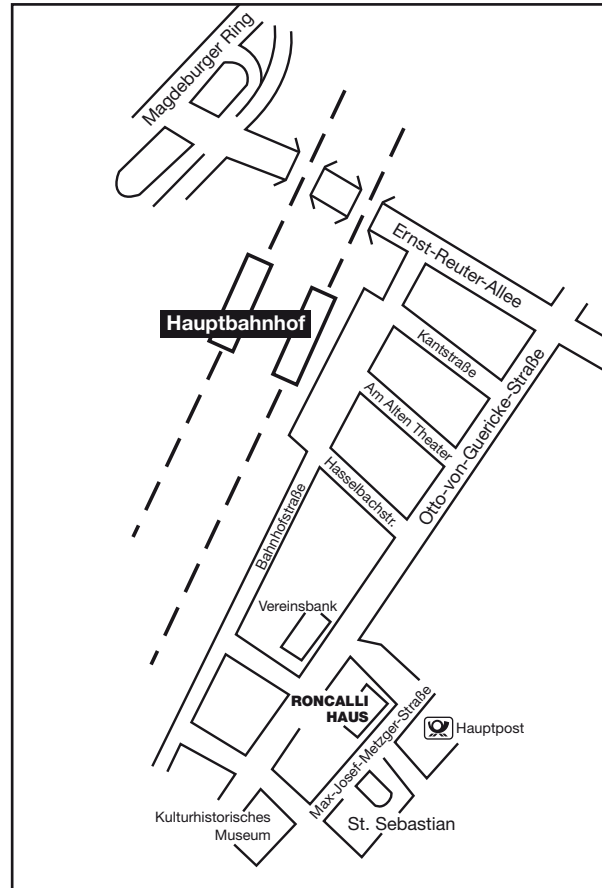 Magdeburger Ring
Ernst-Reuter-Allee
Hauptbahnhof
Kantstraße
Am Alten Theater
Otto-von-Guericke-Straße
Hasselbachstr.
Bahnhofstraße
Vereinsbank
RONCALLI
HAUS
Max-Josef-Metzger-Straße
Hauptpost
Kulturhistorisches
Museum
St. Sebastian